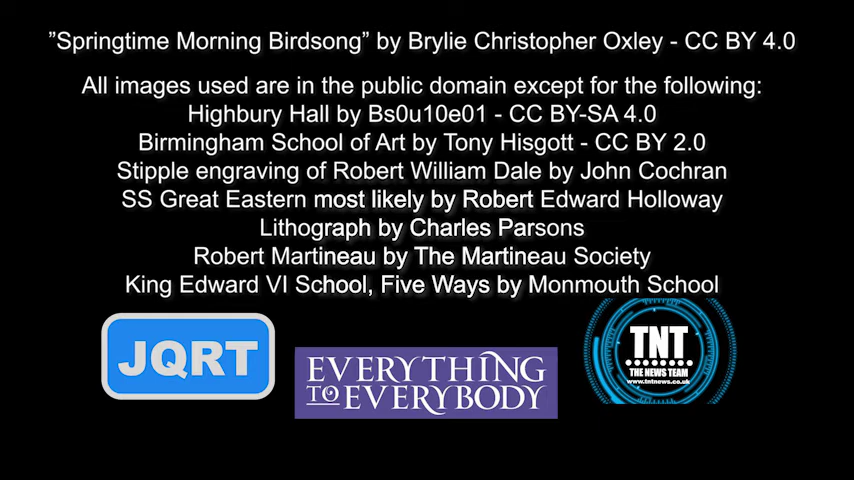 ”Springtime Morning Birdsong” by Brylie Christopher Oxley - CC BY 4.0
All images used are in the public domain except for the following:
Highbury Hall by Bs0u10e01 - CC BY-SA 4.0
Birmingham School of Art by Tony Hisgott - CC BY 2.0
Stipple engraving of Robert William Dale by John Cochran
SS Great Eastern most likely by Robert Edward Holloway
Lithograph by Charles Parsons
Robert Martineau by The Martineau Society
King Edward VI School, Five Ways by Monmouth School
JQRT
EVERYTHING
TO EVERYBODY
TNT
THE NEWS TEAM
www.tntnews.co.uk